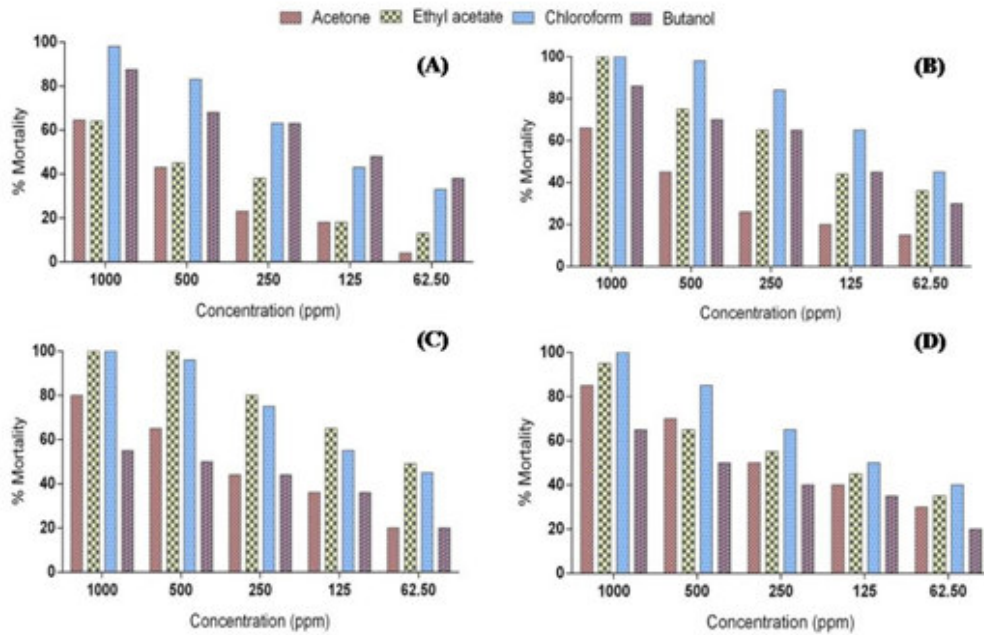 Acetone Ethyl acetate Chloroform Butanol
(A)
% Mortality
100
80
60
40
20
0
1000 500 250 125 62.50
Concentration (ppm)
(B)
% Mortality
100
80
60
40
20
0
1000 500 250 125 62.50
Concentration (ppm)
(C)
% Mortality
100
80
60
40
20
0
1000 500 250 125 62.50
Concentration (ppm)
(D)
% Mortality
100
80
60
40
20
0
1000 500 250 125 62.50
Concentration (ppm)